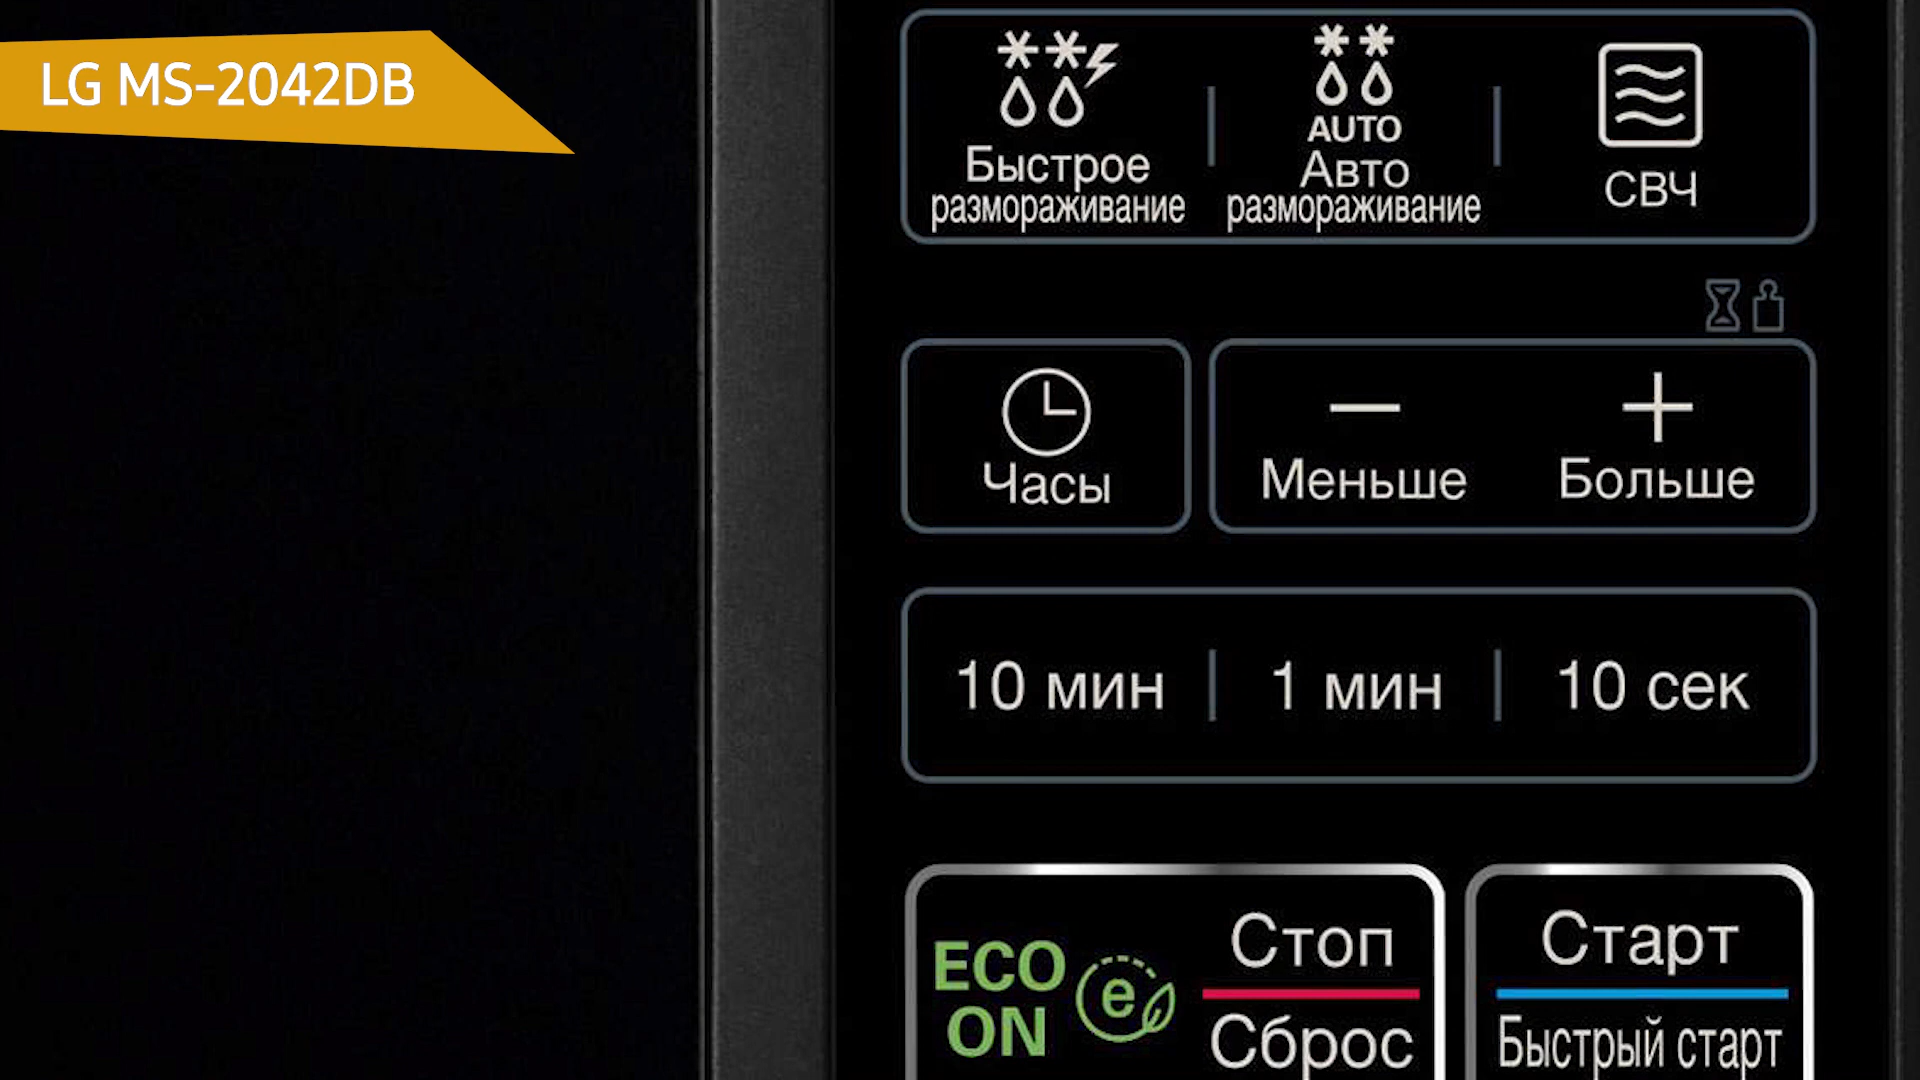 LG MS-2042DB
Быстрое
размораживание
AUTO
Авто
размораживание
СВЧ
Часы
Меньше
Больше
10 мин
1 мин
10 сек
ECO
ON
e
Стоп
Сброс
Старт
Быстрый старт